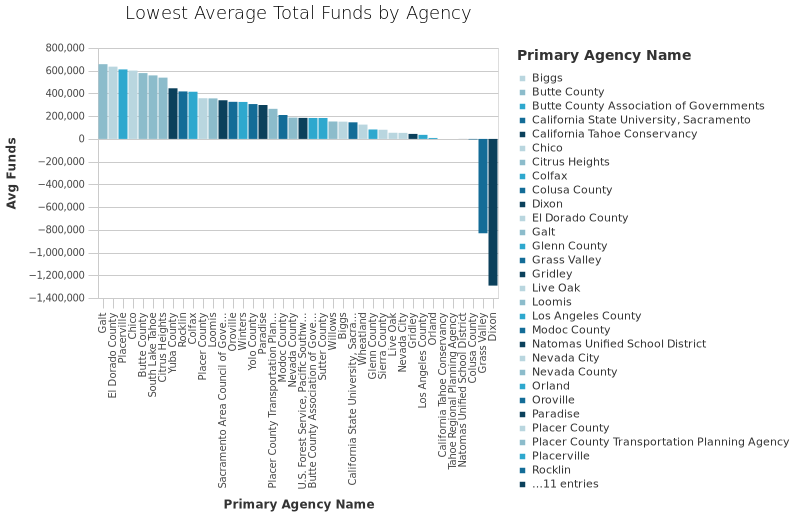 Lowest Average Total Funds by Agency
Avg Funds
800,000
600,000
400,000
200,000
0
−200,000
−400,000
−600,000
−800,000
−1,000,000
−1,200,000
−1,400,000
Galt
El Dorado County
Placerville
Chico
Butte County
South Lake Tahoe
Citrus Heights
Yuba County
Rocklin
Colfax
Placer County
Loomis
Sacramento Area Council of Gove...
Oroville
Winters
Yolo County
Paradise
Placer County Transportation Plan...
Modoc County
Nevada County
U.S. Forest Service, Pacific Southw...
Butte County Association of Gove...
Sutter County
Willows
Biggs
California State University, Sacra...
Wheatland
Glenn County
Sierra County
Live Oak
Nevada City
Gridley
Los Angeles County
Orland
California Tahoe Conservancy
Tahoe Regional Planning Agency
Natomas Unified School District
Colusa County
Grass Valley
Dixon
Primary Agency Name
Primary Agency Name
Biggs
Butte County
Butte County Association of Governments
California State University, Sacramento
California Tahoe Conservancy
Chico
Citrus Heights
Colfax
Colusa County
Dixon
El Dorado County
Galt
Glenn County
Grass Valley
Gridley
Live Oak
Loomis
Los Angeles County
Modoc County
Natomas Unified School District
Nevada City
Nevada County
Orland
Oroville
Paradise
Placer County
Placer County Transportation Planning Agency
Placerville
Rocklin
...11 entries